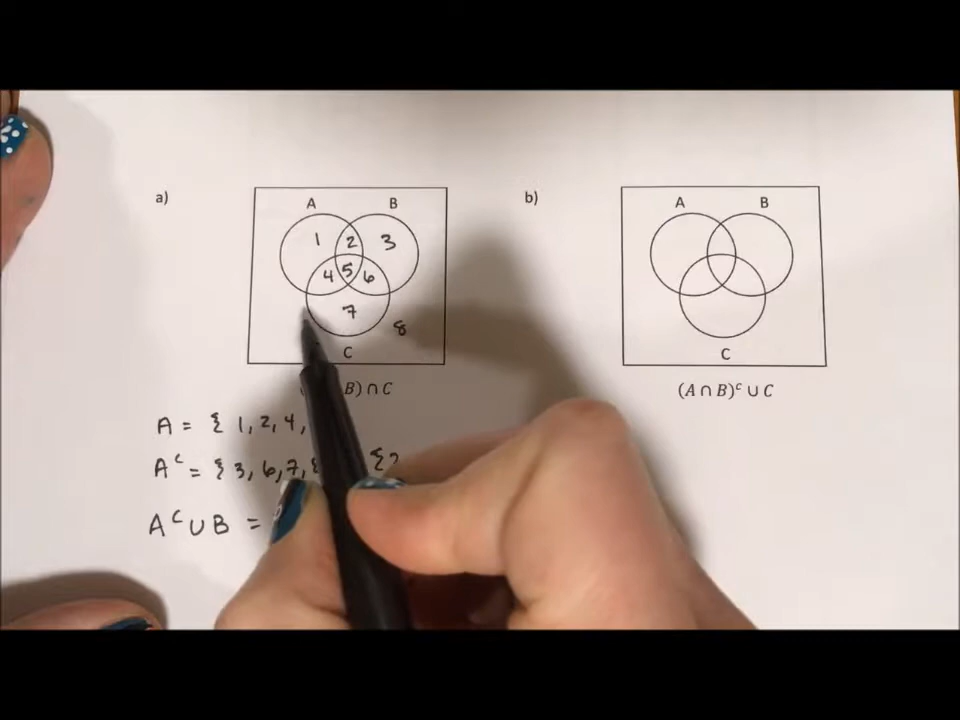 a)
A B
1 2 3
4 5 6
7
8
C
B) ∩ C
b)
A B
C
(A ∩ B)ᶜ ∪ C
A = { 1, 2, 4,
Aᶜ = { 3, 6, 7, {
Aᶜ ∪ B =